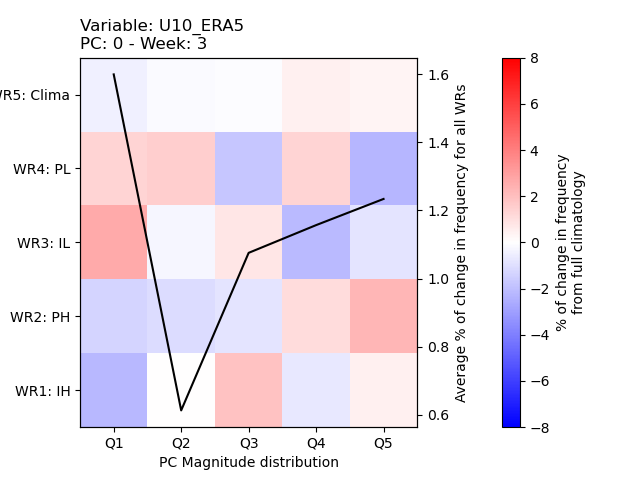 Variable: U10_ERA5
PC: 0 - Week: 3
WR5: Clima
WR4: PL
WR3: IL
WR2: PH
WR1: IH
Q1 Q2 Q3 Q4 Q5
PC Magnitude distribution
1.6
1.4
1.2
1.0
0.8
0.6
Average % of change in frequency for all WRs
8
6
4
2
0
−2
−4
−6
−8
% of change in frequency
from full climatology